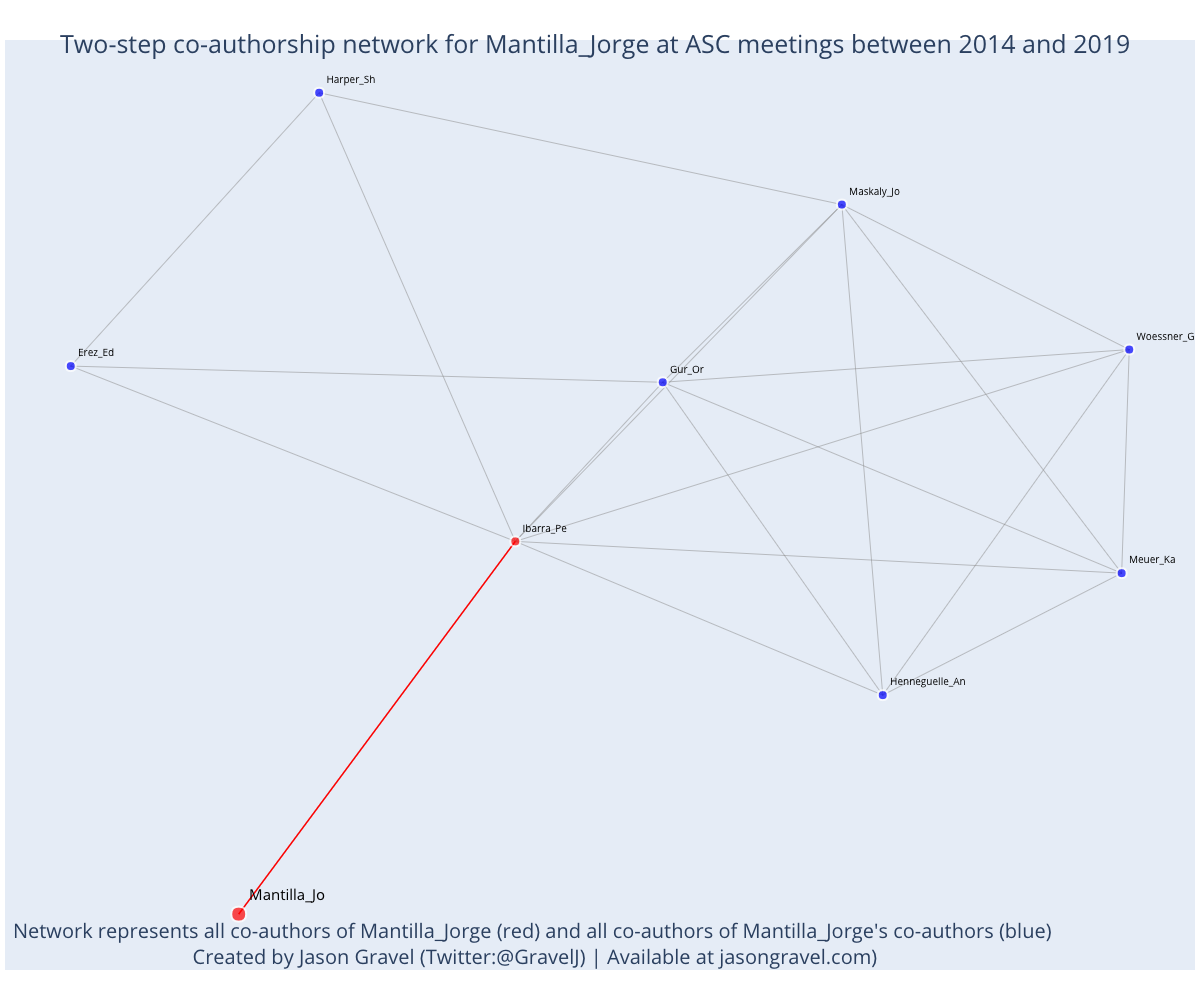 Two-step co-authorship network for Mantilla_Jorge at ASC meetings between 2014 and 2019
Harper_Sh
Maskaly_Jo
Woessner_G
Erez_Ed
Gur_Or
Ibarra_Pe
Meuer_Ka
Henneguelle_An
Mantilla_Jo
Network represents all co-authors of Mantilla_Jorge (red) and all co-authors of Mantilla_Jorge's co-authors (blue)
Created by Jason Gravel (Twitter:@GravelJ) | Available at jasongravel.com)